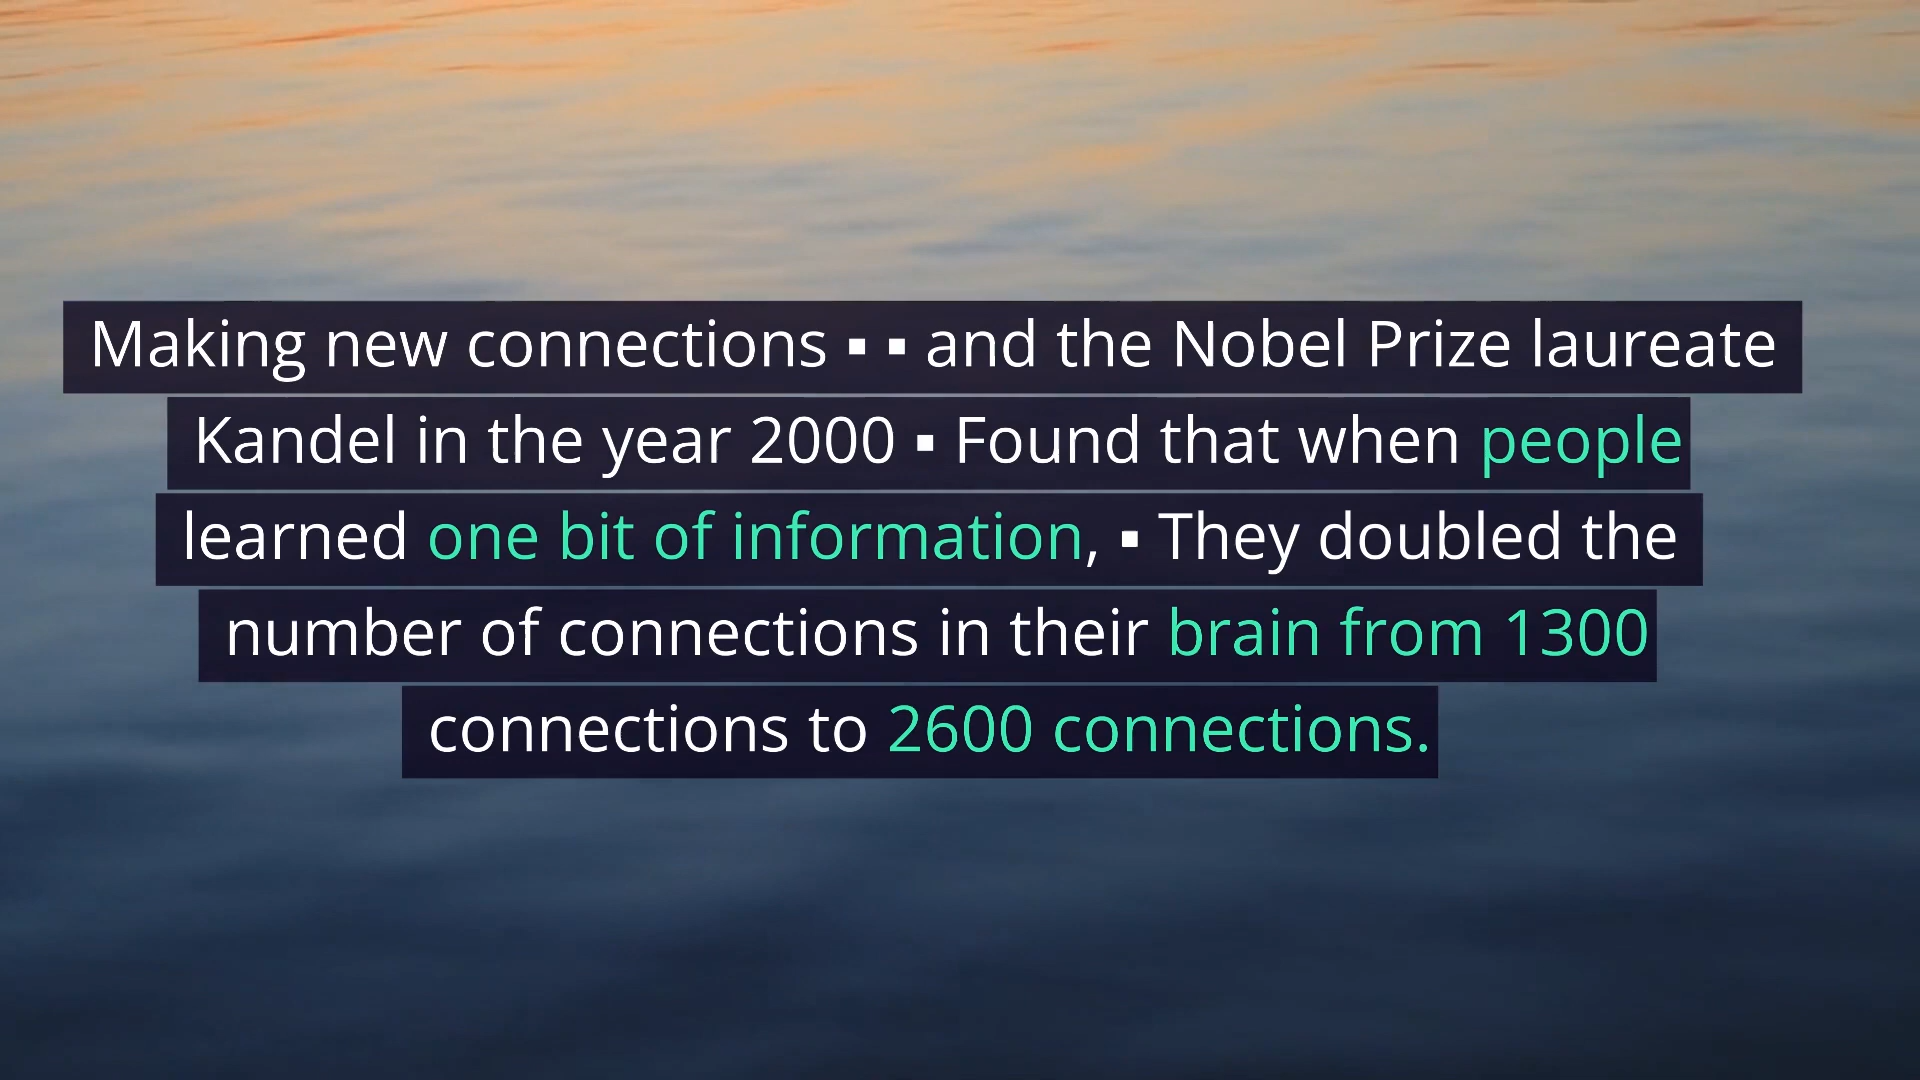 Making new connections ▪ ▪ and the Nobel Prize laureate
Kandel in the year 2000 ▪ Found that when people
learned one bit of information, ▪ They doubled the
number of connections in their brain from 1300
connections to 2600 connections.